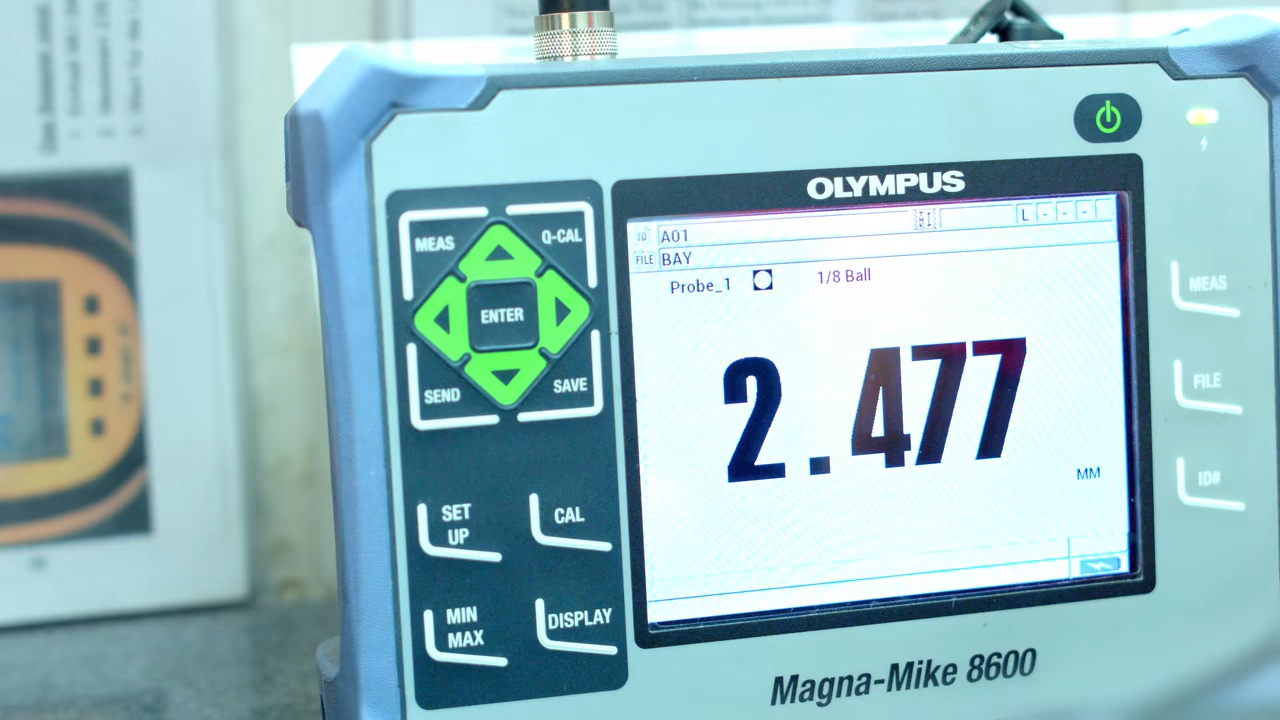 OLYMPUS
MEAS
Q-CAL
ENTER
SEND
SAVE
SET
UP
CAL
MIN
MAX
DISPLAY
ID A01
L - - -
FILE BAY
Probe_1 1/8 Ball
2.477
MM
MEAS
FILE
ID#
Magna-Mike 8600